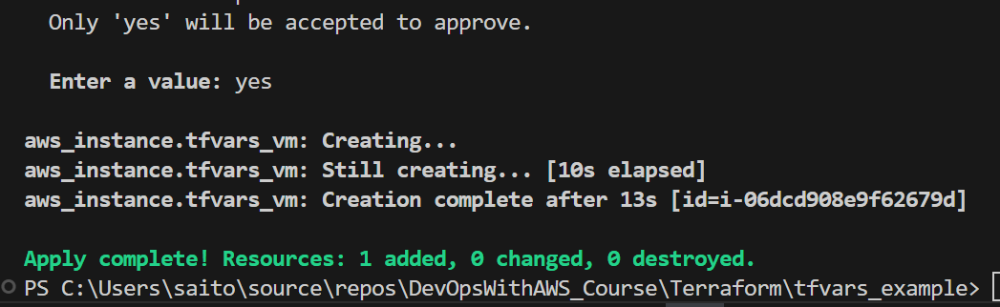 Only 'yes' will be accepted to approve.
Enter a value: yes
aws_instance.tfvars_vm: Creating...
aws_instance.tfvars_vm: Still creating... [10s elapsed]
aws_instance.tfvars_vm: Creation complete after 13s [id=i-06dcd908e9f62679d]
Apply complete! Resources: 1 added, 0 changed, 0 destroyed.
PS C:\Users\saito\source\repos\DevOpsWithAWS_Course\Terraform\tfvars_example>